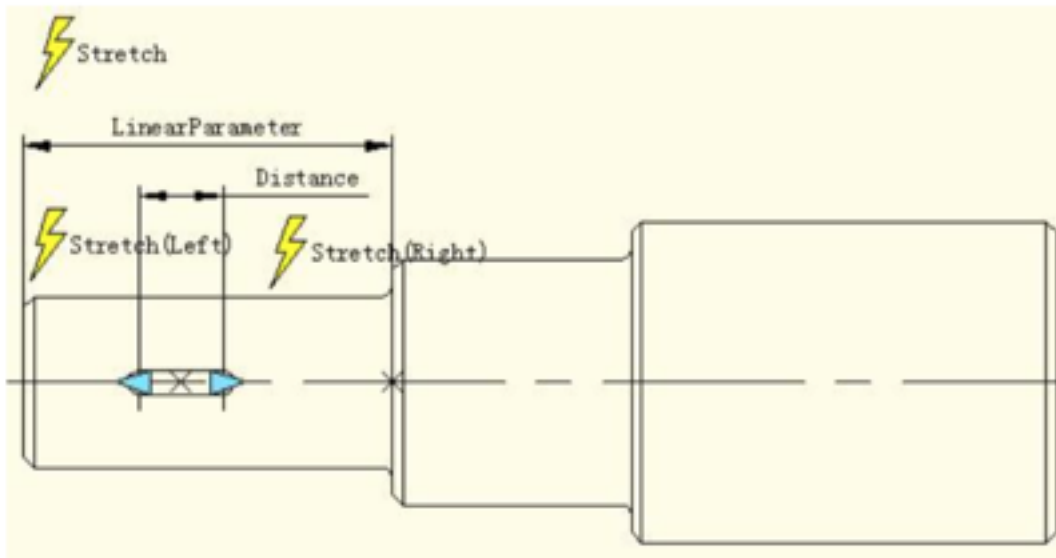 Stretch
LinearParameter
Distance
Stretch(Left)
Stretch(Right)